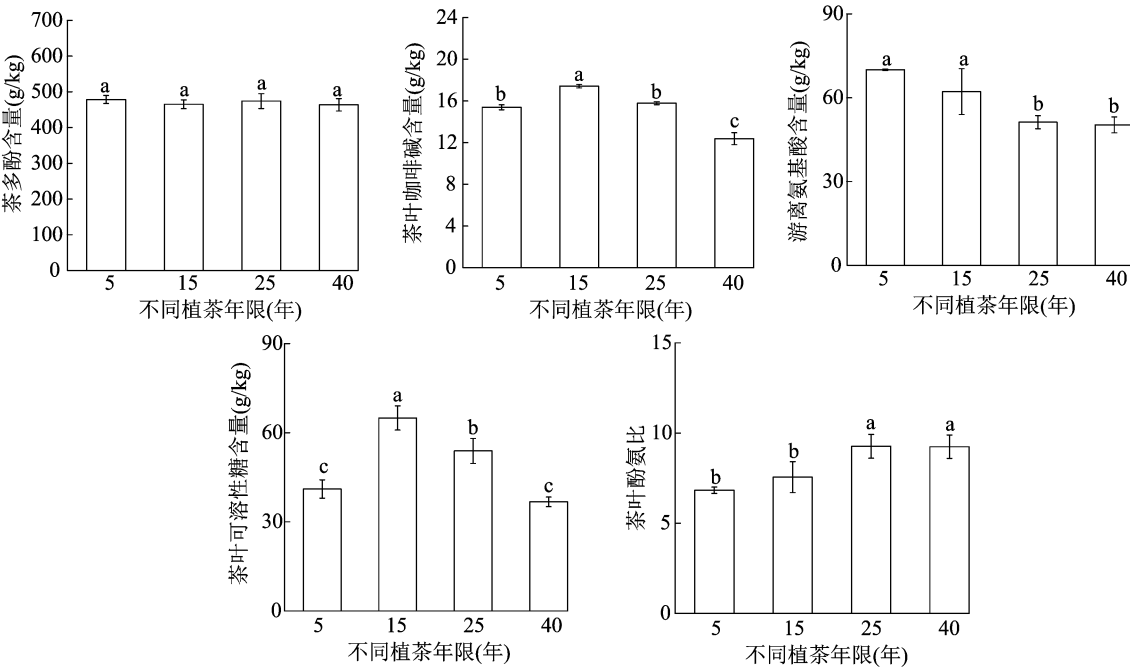 茶多酚含量(g/kg)
700
600
500
400
300
200
100
0
a
a
a
a
5 15 25 40
不同植茶年限(年)
茶叶咖啡碱含量(g/kg)
24
20
16
12
8
4
0
b
a
b
c
5 15 25 40
不同植茶年限(年)
游离氨基酸含量(g/kg)
90
60
30
0
a
a
b
b
5 15 25 40
不同植茶年限(年)
茶叶可溶性糖含量(g/kg)
90
60
30
0
c
a
b
c
5 15 25 40
不同植茶年限(年)
茶叶酚氨比
15
10
5
0
b
b
a
a
5 15 25 40
不同植茶年限(年)